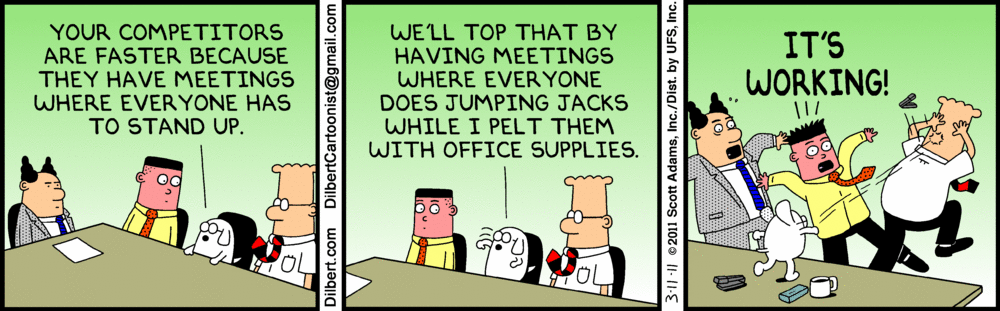 YOUR COMPETITORS
ARE FASTER BECAUSE
THEY HAVE MEETINGS
WHERE EVERYONE HAS
TO STAND UP.
Dilbert.com DilbertCartoonist@gmail.com
WE'LL TOP THAT BY
HAVING MEETINGS
WHERE EVERYONE
DOES JUMPING JACKS
WHILE I PELT THEM
WITH OFFICE SUPPLIES.
3-11-11 ©2011 Scott Adams, Inc./Dist. by UFS, Inc.
IT'S
WORKING!